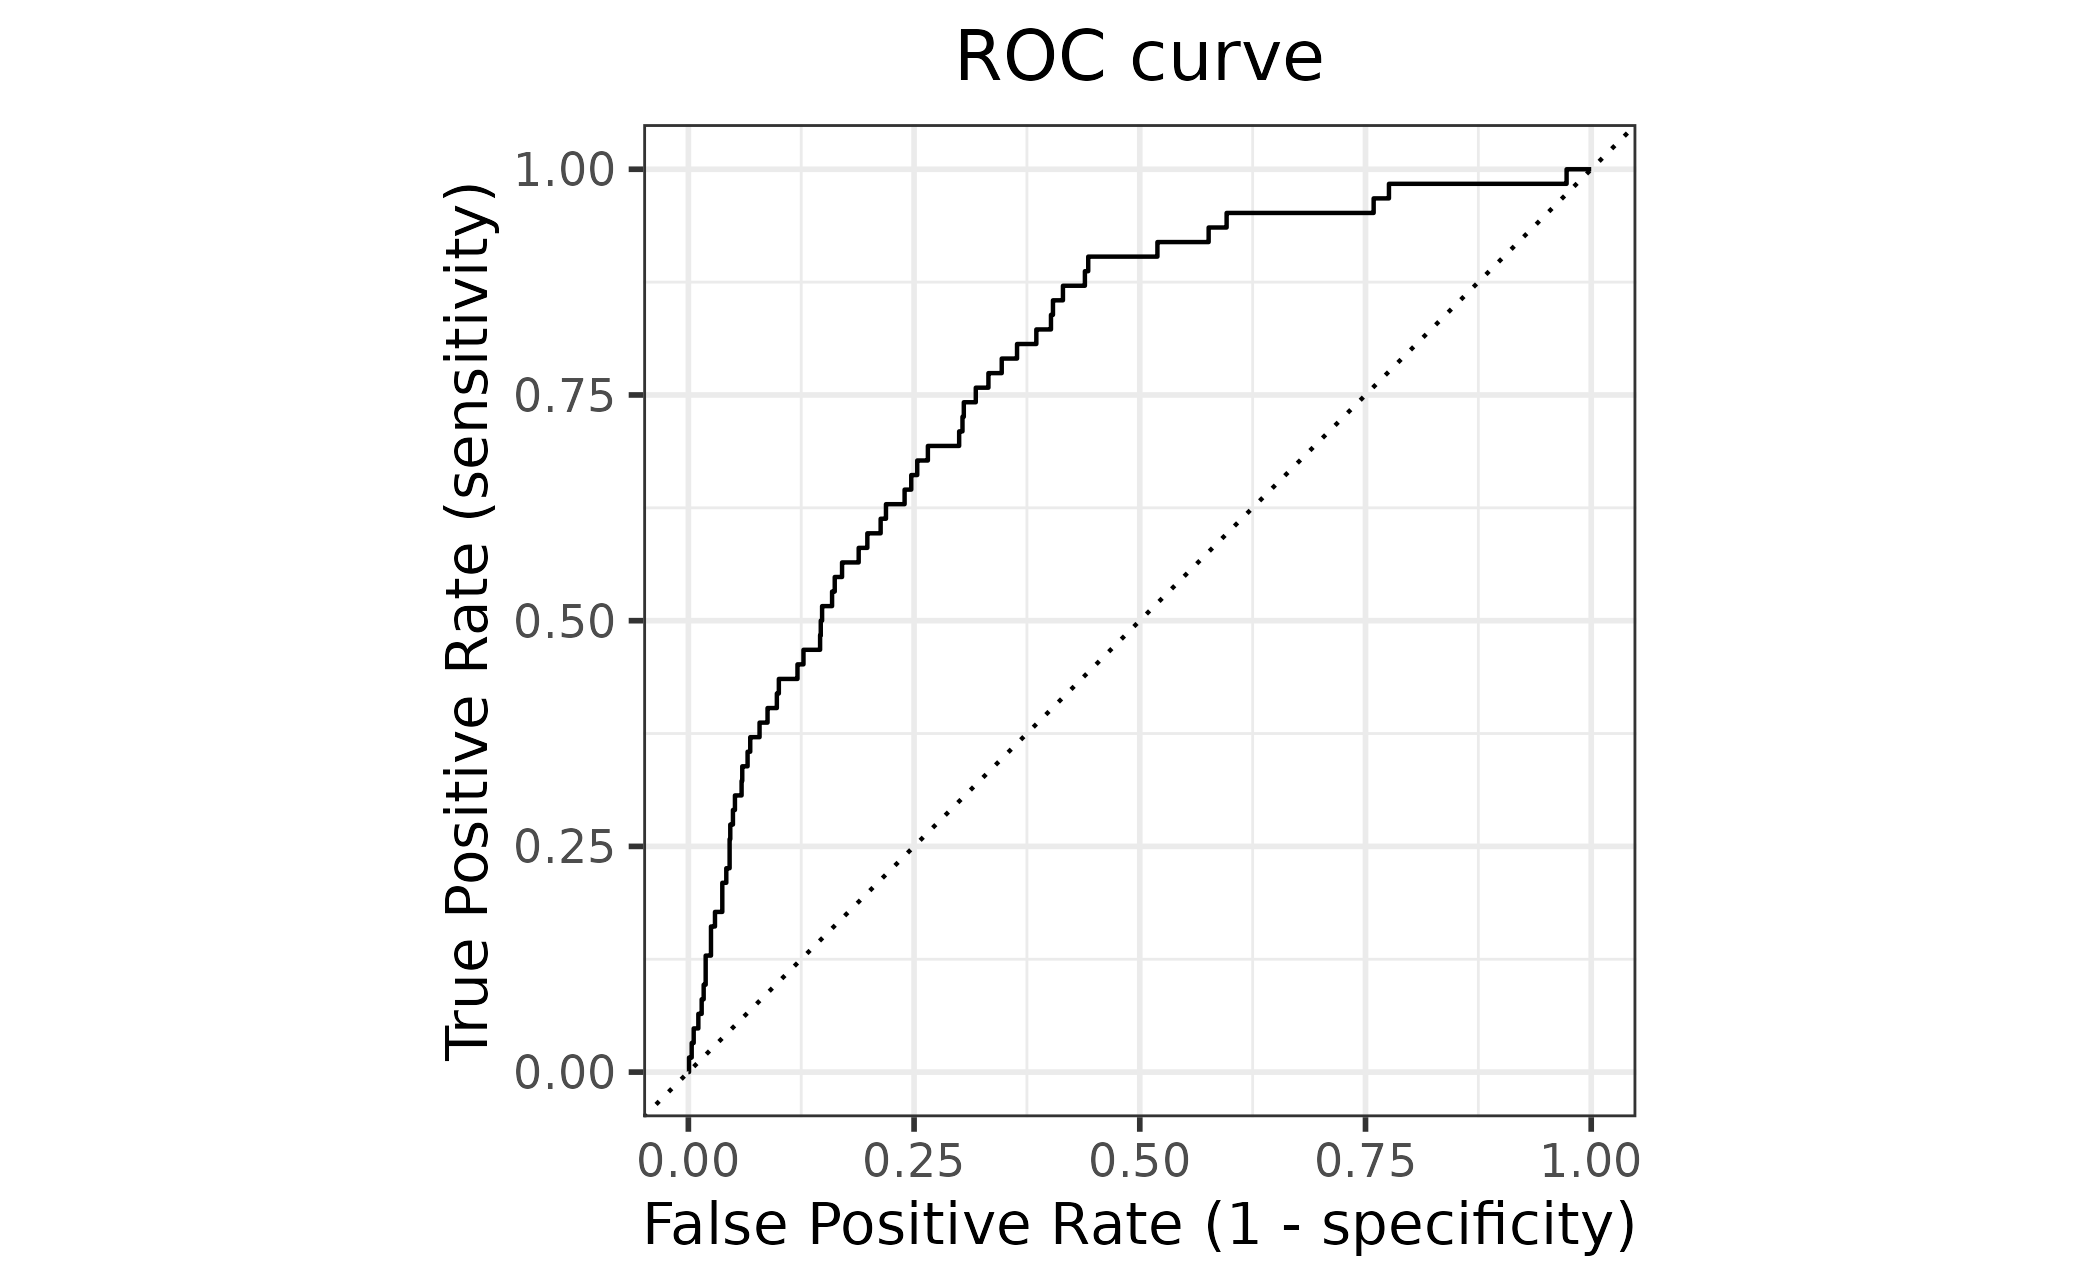 ROC curve
True Positive Rate (sensitivity)
1.00
0.75
0.50
0.25
0.00
0.00 0.25 0.50 0.75 1.00
False Positive Rate (1 - specificity)